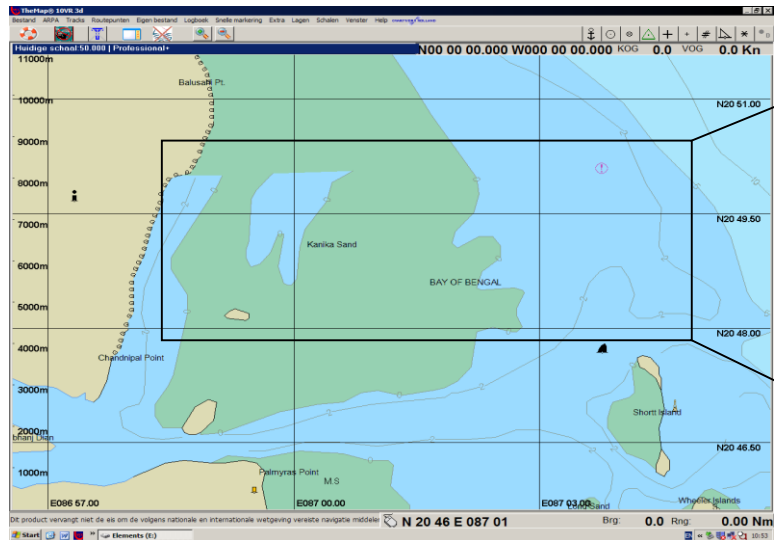 TheMap® 10VR 3d
Bestand ARPA Tracks Routepunten Eigen bestand Logboek Snelle markering Extra Lagen Schalen Venster Help
Huidige schaal:50.000 | Professional+
N00 00 00.000 W000 00 00.000 KOG 0.0 VOG 0.0 Kn
11000m
Balusahi Pt.
10000m
N20 51.00
9000m
8000m
N20 49.50
7000m
Kanika Sand
6000m
BAY OF BENGAL
5000m
N20 48.00
4000m
Chandnipal Point
3000m
Shortt Island
2000m
N20 46.50
1000m
Palmyras Point
M.S
Wheeler Islands
E086 57.00
E087 00.00
E087 03.00
Sand
S.
Dit product vervangt niet de eis om de volgens nationale en internationale wetgeving vereiste navigatie middelen
N 20 46 E 087 01
Brg: 0.0 Rng: 0.00 Nm
Start
Elements (E:)
10:53